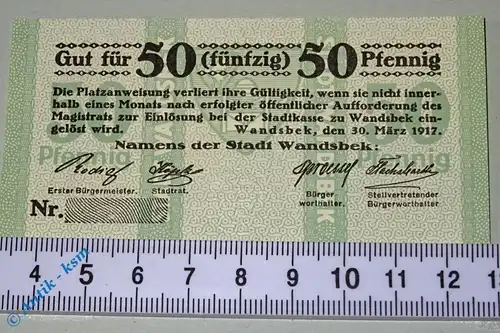 Gut für 50 (fünfzig) 50 Pfennig
Die Platzanweisung verliert ihre Gültigkeit, wenn sie nicht inner-
halb eines Monats nach erfolgter öffentlicher Aufforderung des
Magistrats zur Einlösung bei der Stadtkasse zu Wandsbek ein-
gelöst wird. Wandsbek, den 30. März 1917.
Namens der Stadt Wandsbek:
Erster Bürgermeister. Stadtrat. Bürger Stellvertretender
worthalter. Bürgerworthalter
Nr.
4 5 6 7 8 9 10 11 12
© antik - ksm